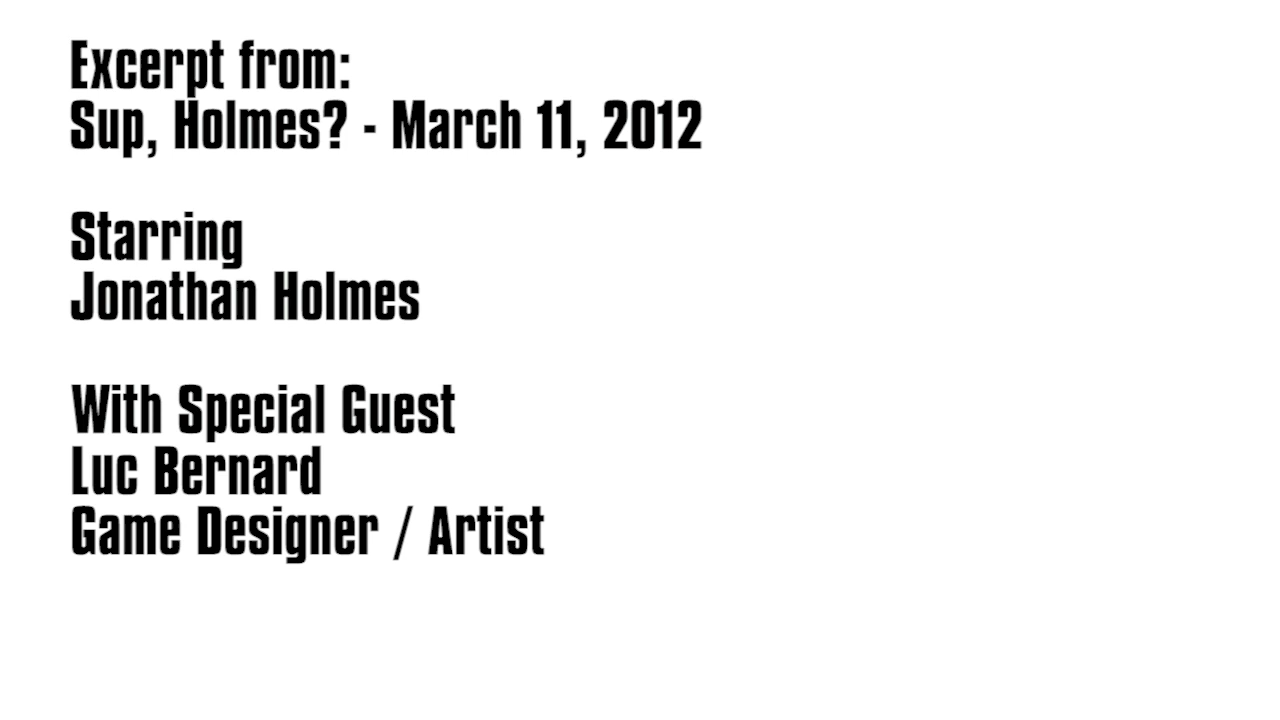 Excerpt from:
Sup, Holmes? - March 11, 2012
Starring
Jonathan Holmes
With Special Guest
Luc Bernard
Game Designer / Artist